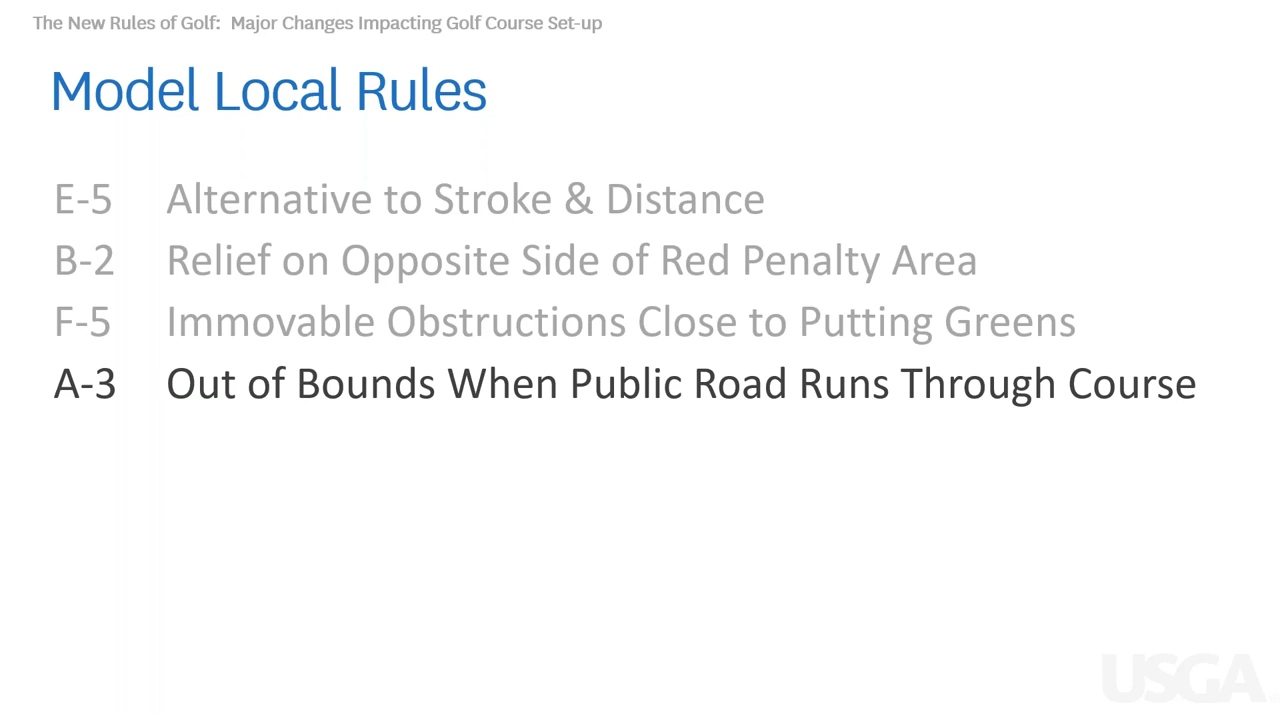 The New Rules of Golf: Major Changes Impacting Golf Course Set-up
Model Local Rules
E-5 Alternative to Stroke & Distance
B-2 Relief on Opposite Side of Red Penalty Area
F-5 Immovable Obstructions Close to Putting Greens
A-3 Out of Bounds When Public Road Runs Through Course
USGA